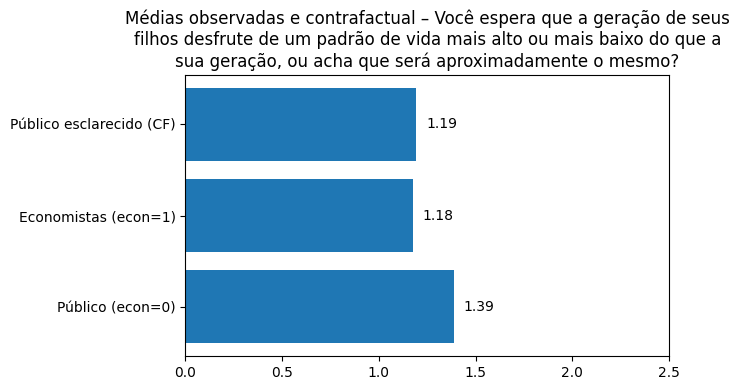 Médias observadas e contrafactual – Você espera que a geração de seus
filhos desfrute de um padrão de vida mais alto ou mais baixo do que a
sua geração, ou acha que será aproximadamente o mesmo?
Público esclarecido (CF)
1.19
Economistas (econ=1)
1.18
Público (econ=0)
1.39
0.0 0.5 1.0 1.5 2.0 2.5